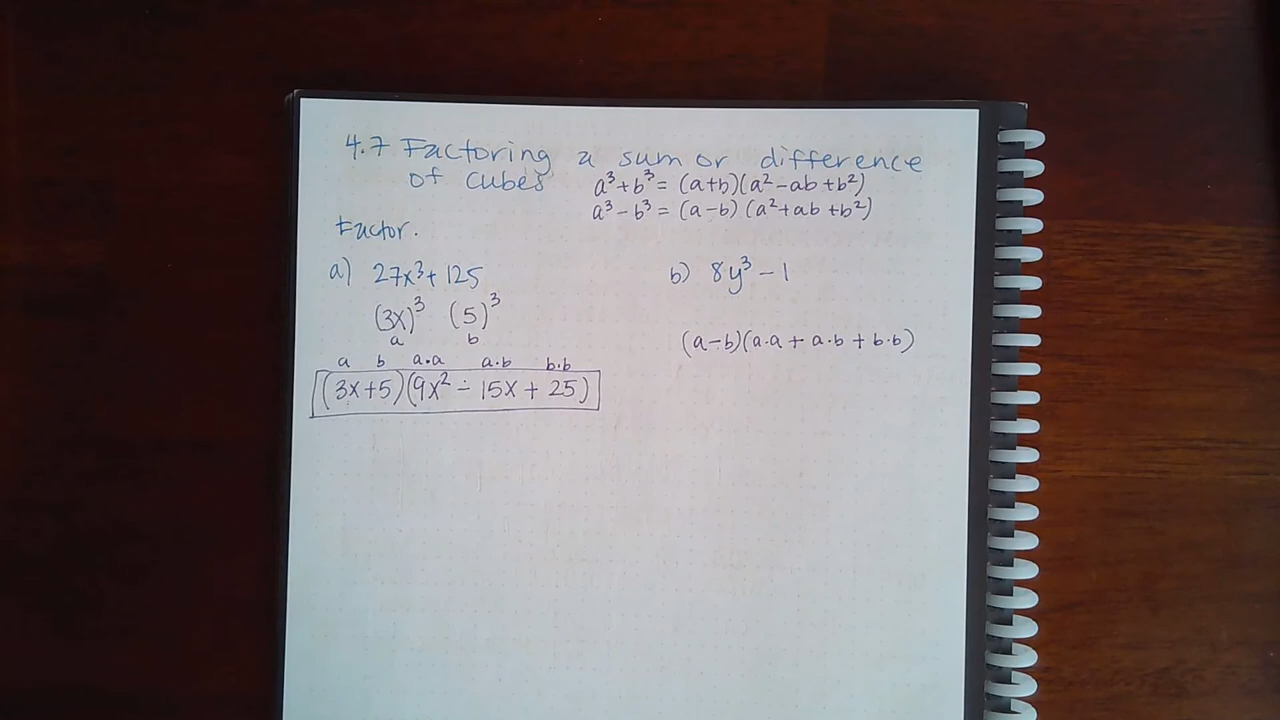 4.7 Factoring a sum or difference
of cubes
a³+b³ = (a+b)(a²-ab+b²)
a³-b³ = (a-b) (a²+ab+b²)
Factor.
a) 27x³+ 125
(3x)³ (5)³
a b
a b a·a a·b b·b
(3x+5)(9x² - 15x + 25)
b) 8y³ - 1
(a-b)(a·a + a·b + b·b)